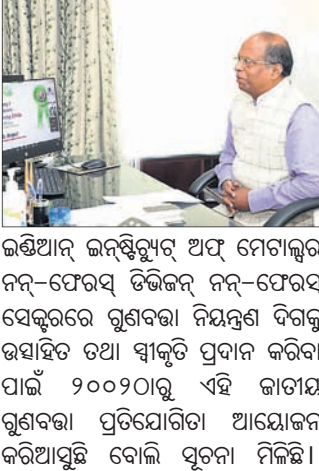 ଇଣ୍ଡିଆନ୍ ଇନ୍‌ଷ୍ଟିଚ୍ୟୁଟ୍ ଅଫ୍ ମେଟାଲ୍ସର
ନନ୍-ଫେରସ୍ ଡିଭିଜନ୍ ନନ୍-ଫେରସ୍
ସେକ୍ଟରରେ ଗୁଣବତ୍ତା ନିୟନ୍ତ୍ରଣ ଦିଗକୁ
ଉତ୍ସାହିତ ତଥା ସ୍ୱୀକୃତି ପ୍ରଦାନ କରିବା
ପାଇଁ ୨୦୦୨ଠାରୁ ଏହି ଜାତୀୟ
ଗୁଣବତ୍ତା ପ୍ରତିଯୋଗିତା ଆୟୋଜନ
କରିଆସୁଛି ବୋଲି ସୂଚନା ମିଳିଛି।